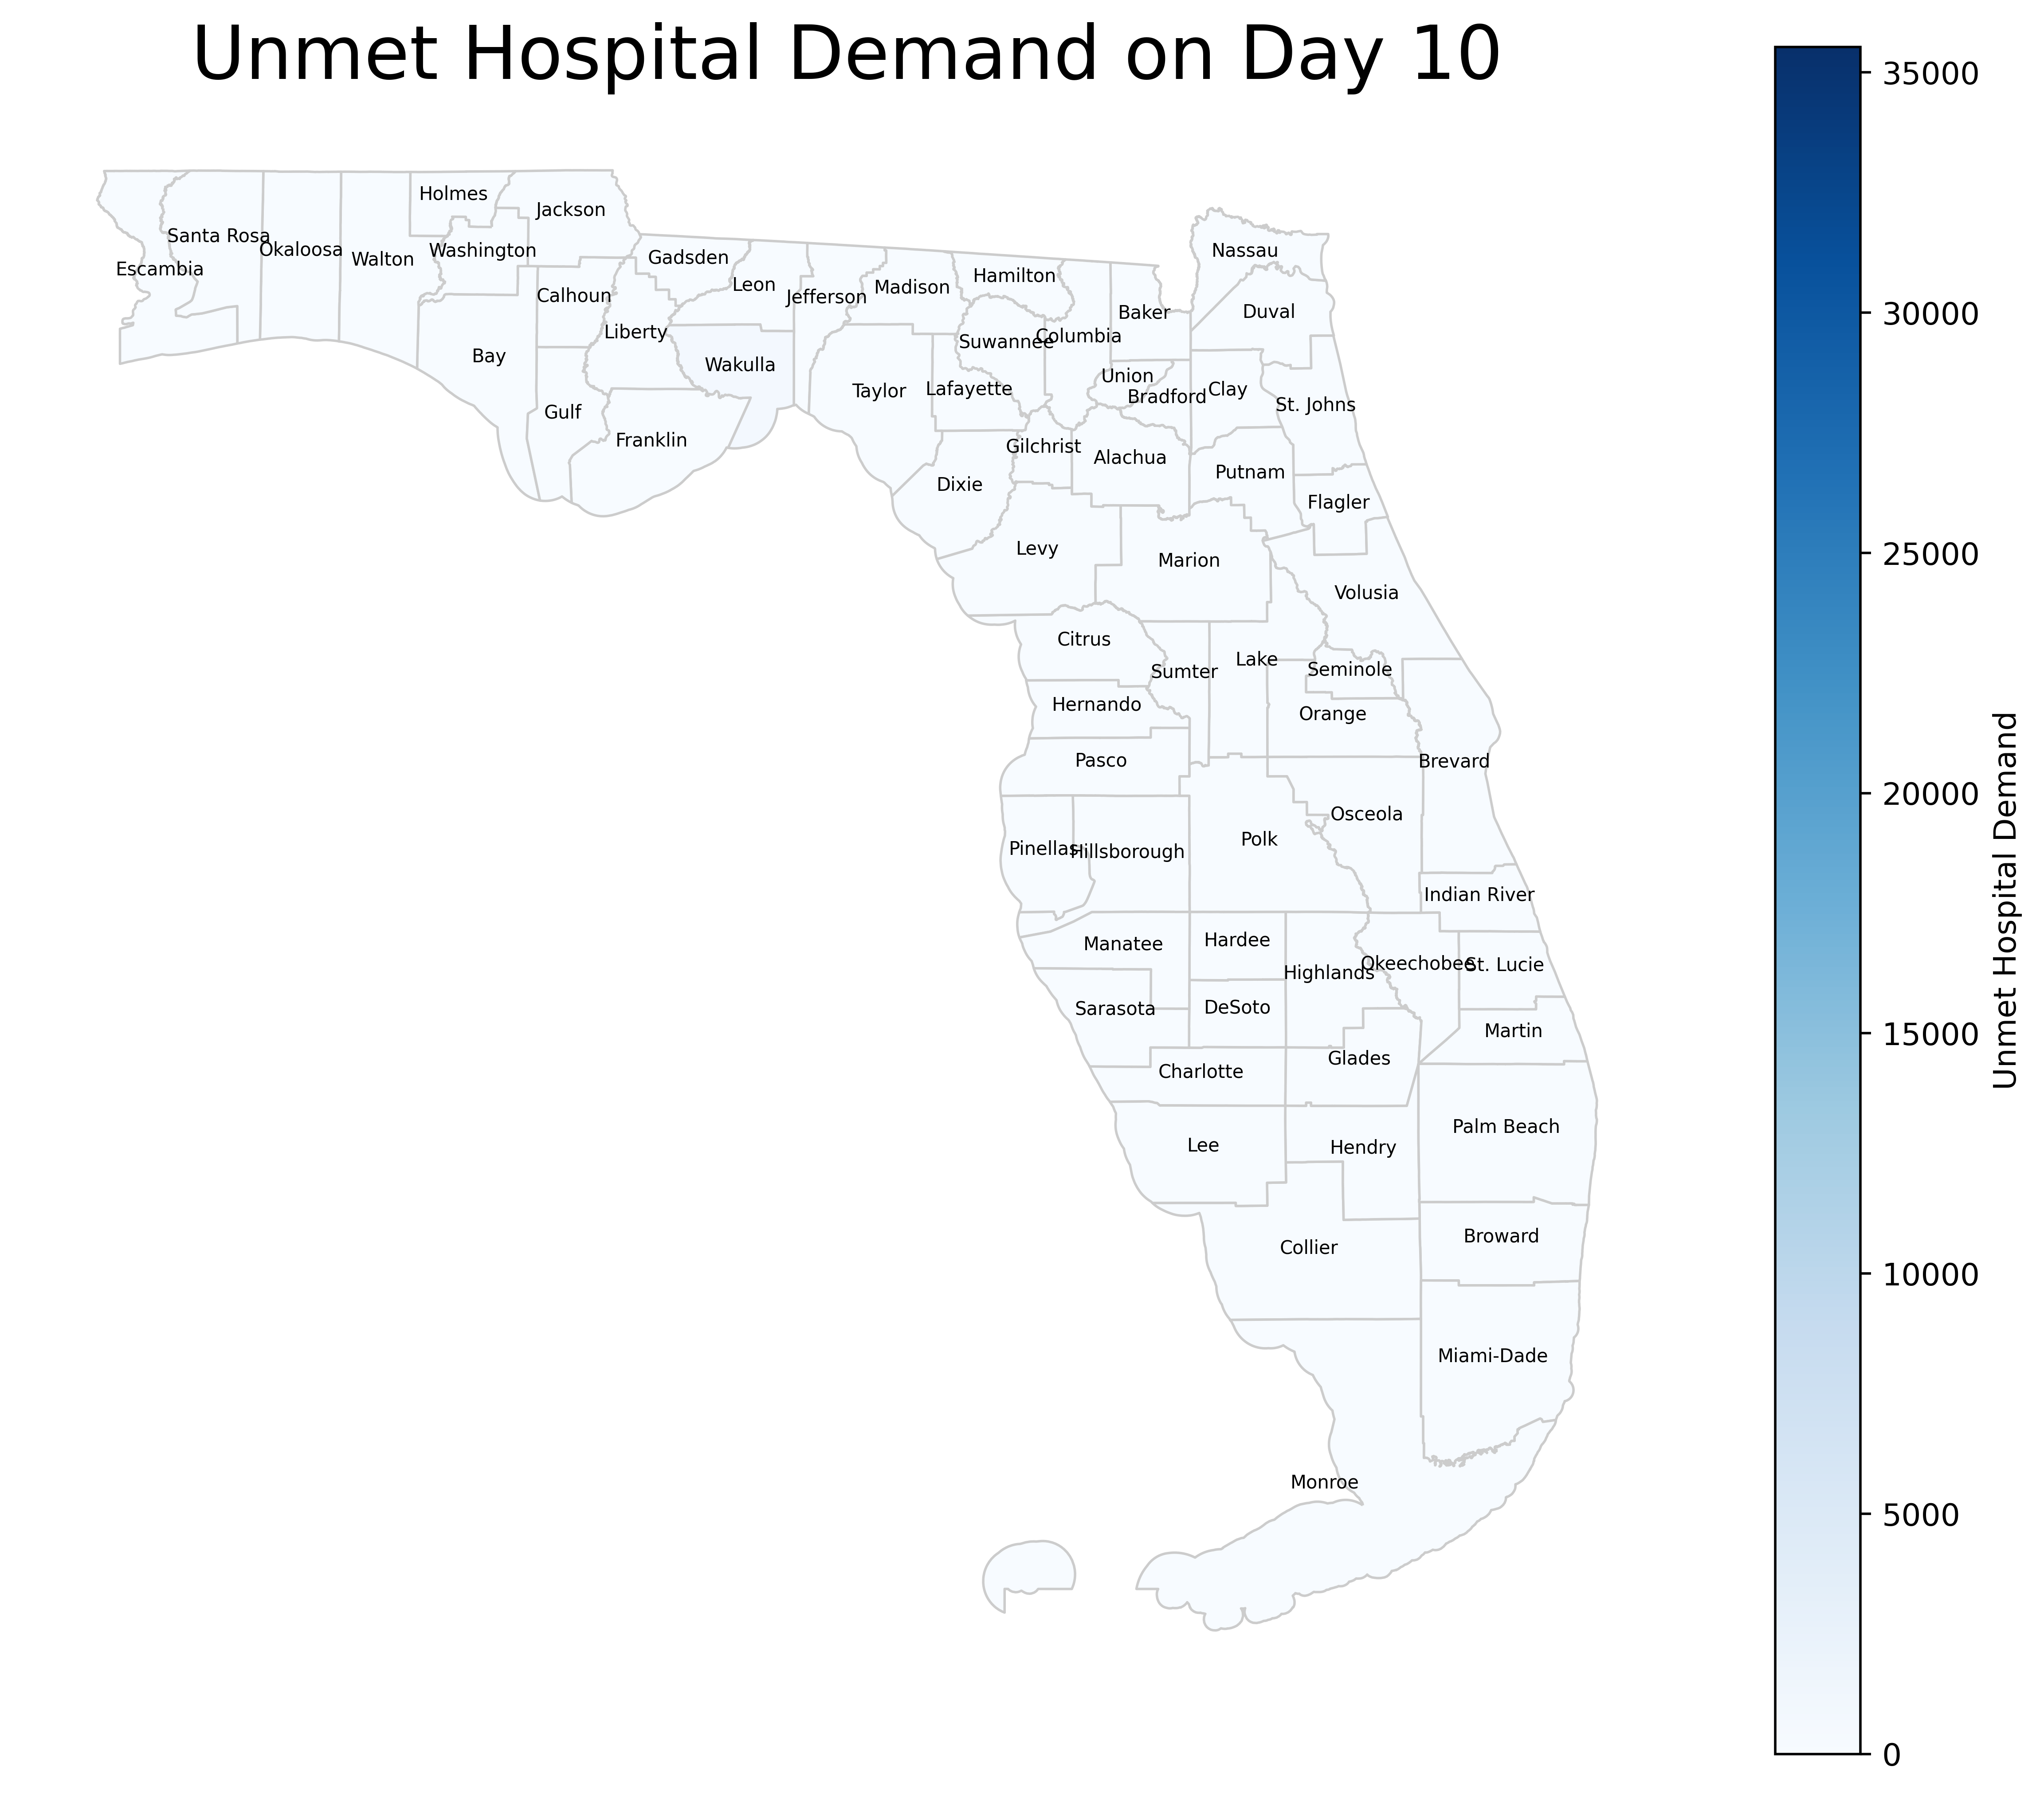 Unmet Hospital Demand on Day 10
35000
30000
25000
20000
15000
10000
5000
0
Unmet Hospital Demand
Holmes
Jackson
Santa Rosa
Okaloosa
Washington
Walton
Escambia
Gadsden
Nassau
Hamilton
Leon
Madison
Jefferson
Calhoun
Baker
Duval
Liberty
Columbia
Suwannee
Bay
Wakulla
Union
Taylor
Lafayette
Clay
Bradford
St. Johns
Gulf
Franklin
Gilchrist
Alachua
Putnam
Dixie
Flagler
Levy
Marion
Volusia
Citrus
Lake
Seminole
Sumter
Hernando
Orange
Pasco
Brevard
Osceola
Polk
Pinellas
Hillsborough
Indian River
Hardee
Manatee
Okeechobee
St. Lucie
Highlands
DeSoto
Sarasota
Martin
Glades
Charlotte
Palm Beach
Lee
Hendry
Broward
Collier
Miami-Dade
Monroe